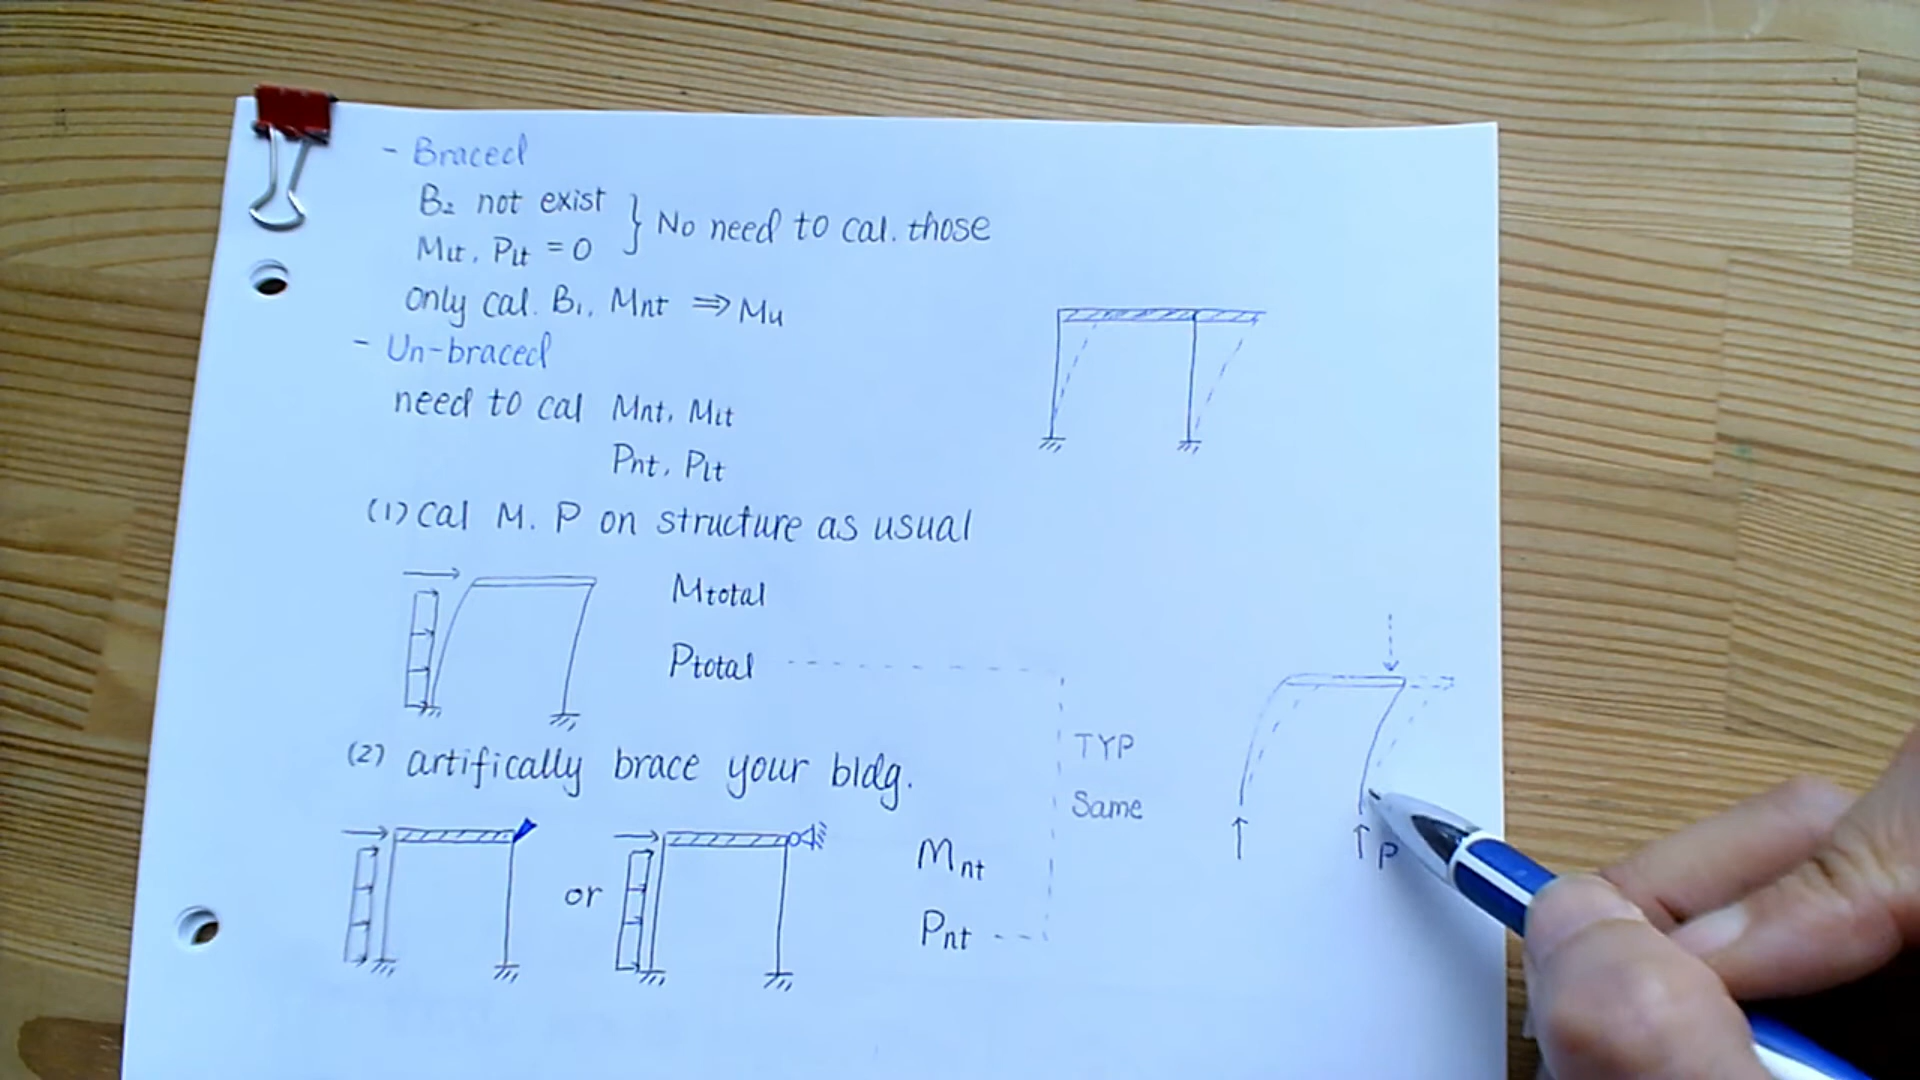 - Braced
B₂ not exist
Mlt, Plt = 0 } No need to cal. those
only cal. B₁, Mnt ⇒ Mu
- Un-braced
need to cal Mnt, Mlt
Pnt, Plt
(1) cal M. P on structure as usual
Mtotal
Ptotal
(2) artifically brace your bldg.
TYP
Same
or
Mnt
Pnt
P